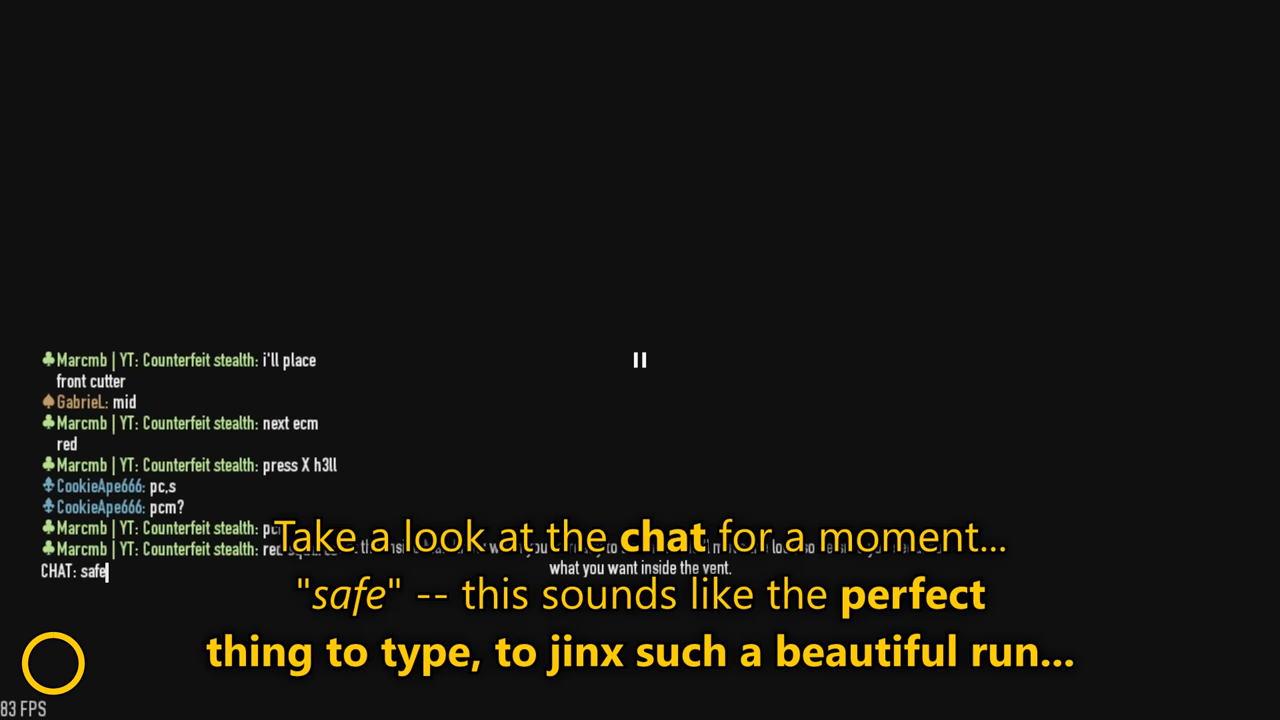 ♣Marcmb | YT: Counterfeit stealth: i'll place
front cutter
♠GabrieL: mid
♣Marcmb | YT: Counterfeit stealth: next ecm
red
♣Marcmb | YT: Counterfeit stealth: press X h3ll
CookieApe666: pc,s
CookieApe666: pcm?
♣Marcmb | YT: Counterfeit stealth:
♣Marcmb | YT: Counterfeit stealth: red
CHAT: safe
what you want inside the vent.
Take a look at the chat for a moment...
"safe" -- this sounds like the perfect
thing to type, to jinx such a beautiful run...
83 FPS